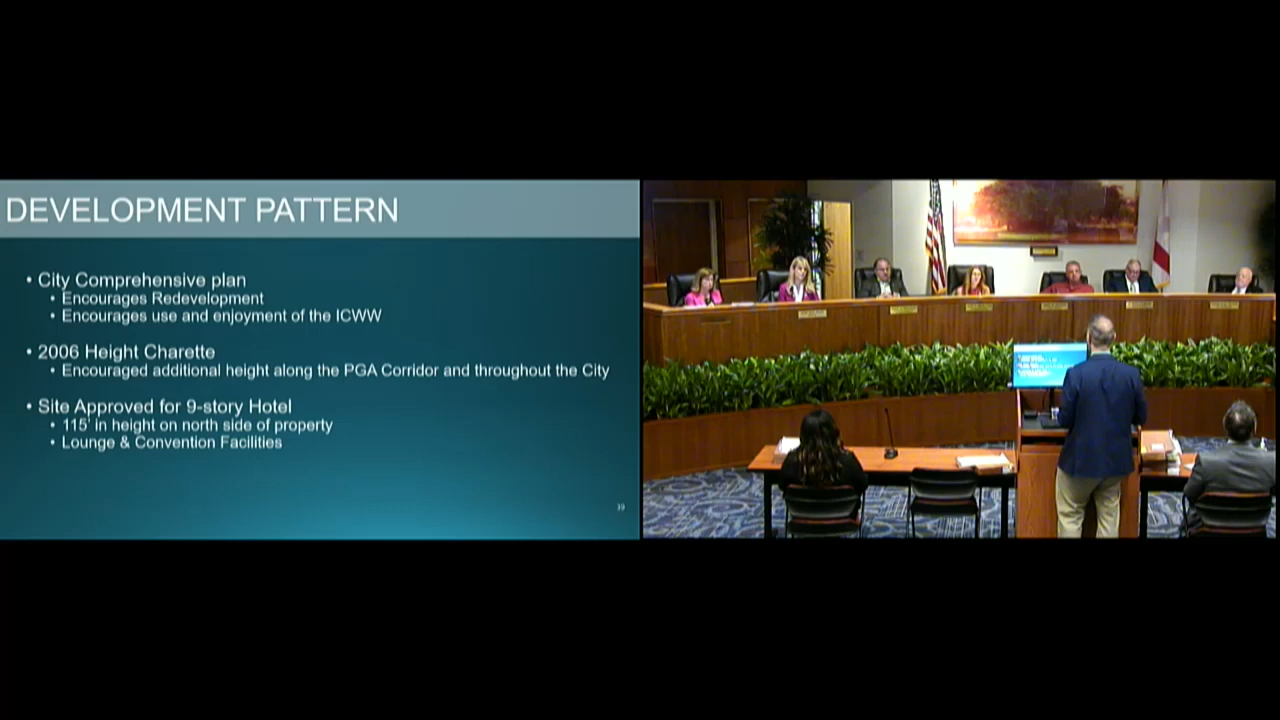 DEVELOPMENT PATTERN
• City Comprehensive plan
• Encourages Redevelopment
• Encourages use and enjoyment of the ICWW
• 2006 Height Charette
• Encouraged additional height along the PGA Corridor and throughout the City
• Site Approved for 9-story Hotel
• 115' in height on north side of property
• Lounge & Convention Facilities
39